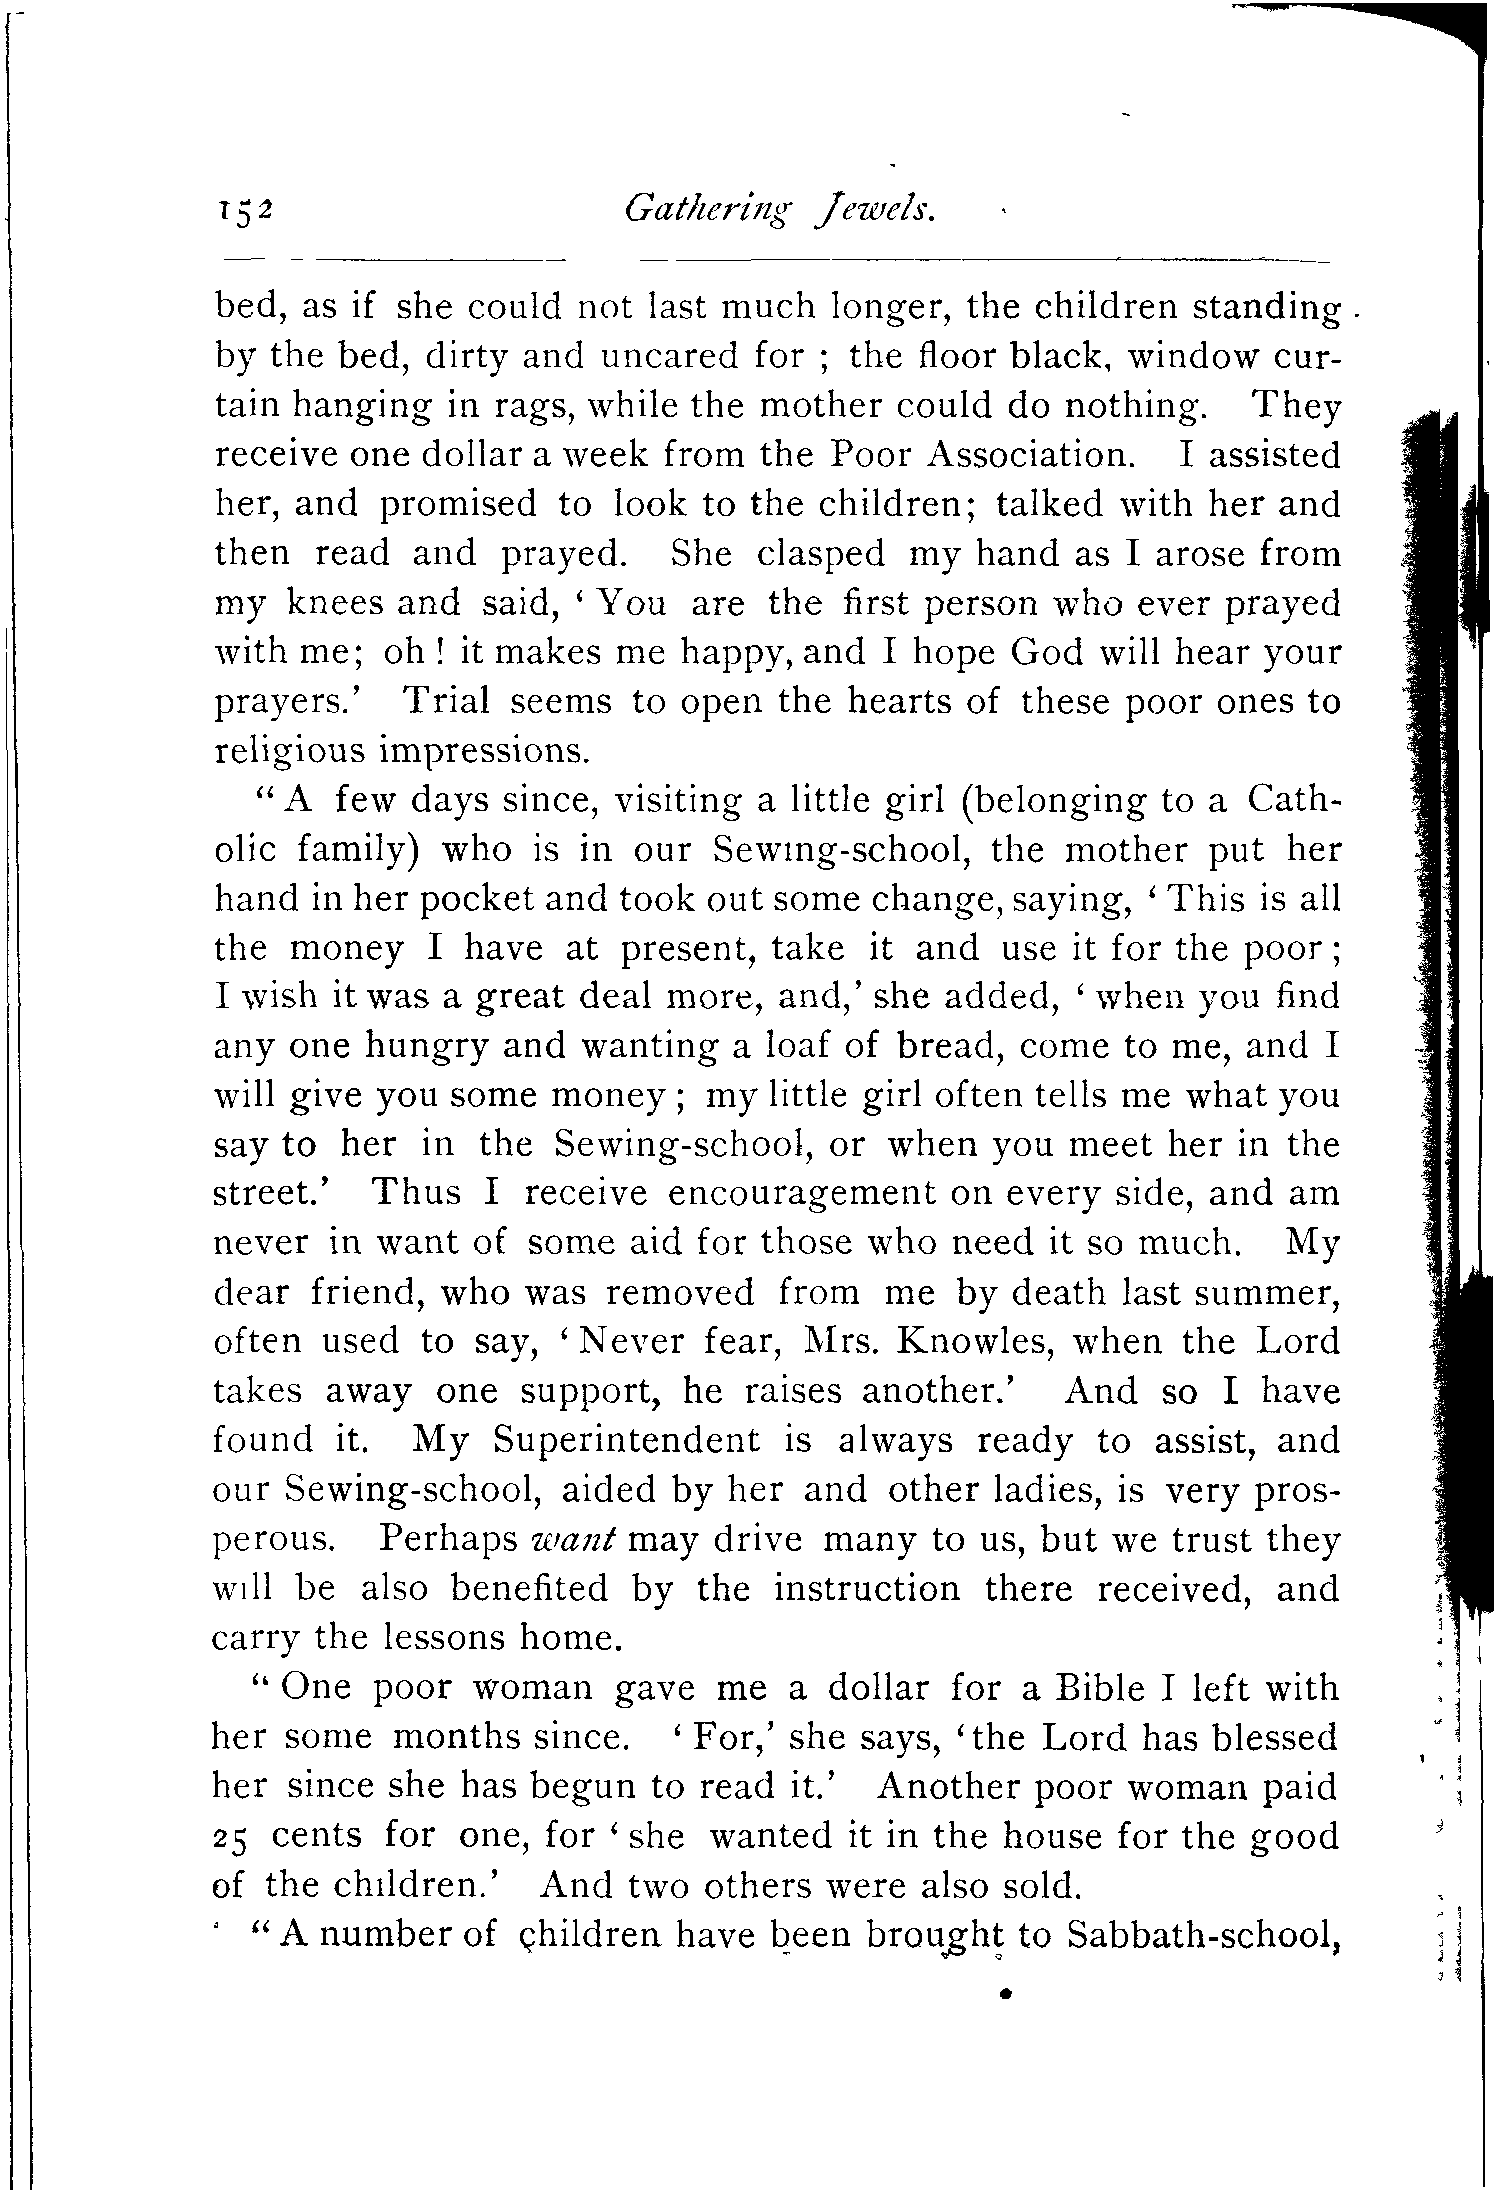 152 Gathering Jewels.
bed, as if she could not last much longer, the children standing
by the bed, dirty and uncared for ; the floor black, window cur-
tain hanging in rags, while the mother could do nothing. They
receive one dollar a week from the Poor Association. I assisted
her, and promised to look to the children; talked with her and
then read and prayed. She clasped my hand as I arose from
my knees and said, ‘ You are the first person who ever prayed
with me; oh ! it makes me happy, and I hope God will hear your
prayers.’ Trial seems to open the hearts of these poor ones to
religious impressions.
“ A few days since, visiting a little girl (belonging to a Cath-
olic family) who is in our Sewing-school, the mother put her
hand in her pocket and took out some change, saying, ‘ This is all
the money I have at present, take it and use it for the poor ;
I wish it was a great deal more, and,’ she added, ‘ when you find
any one hungry and wanting a loaf of bread, come to me, and I
will give you some money ; my little girl often tells me what you
say to her in the Sewing-school, or when you meet her in the
street.’ Thus I receive encouragement on every side, and am
never in want of some aid for those who need it so much. My
dear friend, who was removed from me by death last summer,
often used to say, ‘ Never fear, Mrs. Knowles, when the Lord
takes away one support, he raises another.’ And so I have
found it. My Superintendent is always ready to assist, and
our Sewing-school, aided by her and other ladies, is very pros-
perous. Perhaps want may drive many to us, but we trust they
will be also benefited by the instruction there received, and
carry the lessons home.
“ One poor woman gave me a dollar for a Bible I left with
her some months since. ‘ For,’ she says, ‘ the Lord has blessed
her since she has begun to read it.’ Another poor woman paid
25 cents for one, for ‘ she wanted it in the house for the good
of the children.’ And two others were also sold.
“ A number of children have been brought to Sabbath-school,